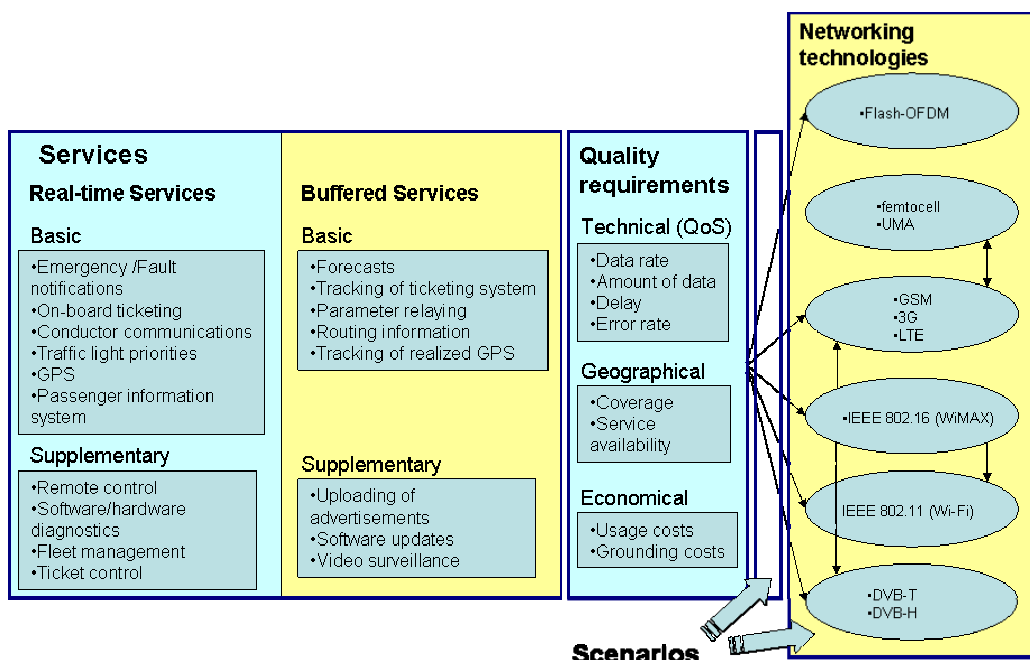 Services
Real-time Services
Basic
•Emergency /Fault
notifications
•On-board ticketing
•Conductor communications
•Traffic light priorities
•GPS
•Passenger information
system
Supplementary
•Remote control
•Software/hardware
diagnostics
•Fleet management
•Ticket control
Buffered Services
Basic
•Forecasts
•Tracking of ticketing system
•Parameter relaying
•Routing information
•Tracking of realized GPS
Supplementary
•Uploading of
advertisements
•Software updates
•Video surveillance
Quality
requirements
Technical (QoS)
•Data rate
•Amount of data
•Delay
•Error rate
Geographical
•Coverage
•Service
availability
Economical
•Usage costs
•Grounding costs
Scenarios
Networking
technologies
•Flash-OFDM
•femtocell
•UMA
•GSM
•3G
•LTE
•IEEE 802.16 (WiMAX)
IEEE 802.11 (Wi-Fi)
•DVB-T
•DVB-H